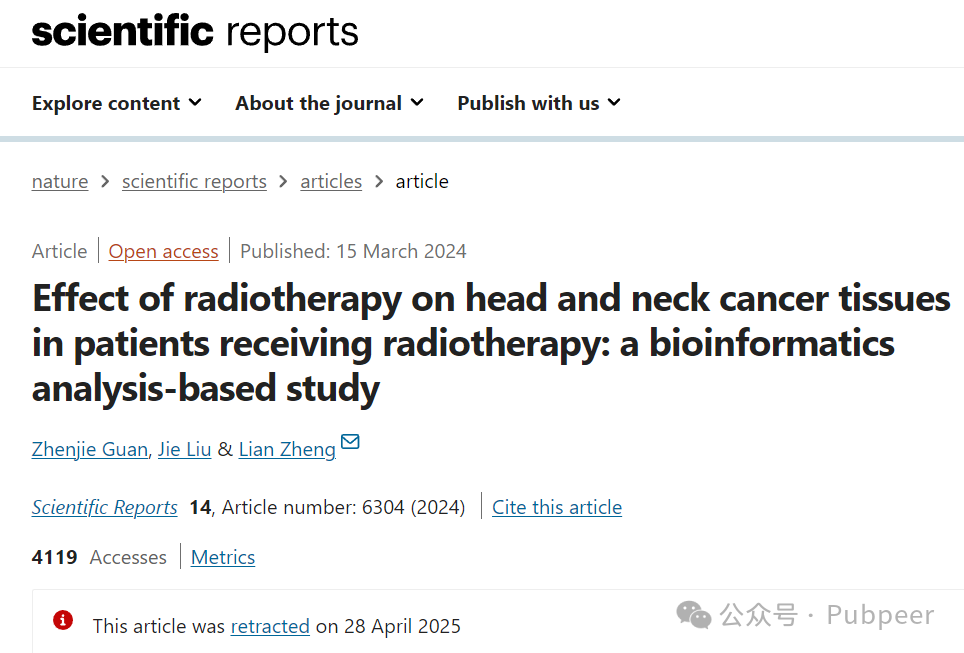 scientific reports
Explore content About the journal Publish with us
nature > scientific reports > articles > article
Article | Open access | Published: 15 March 2024
Effect of radiotherapy on head and neck cancer tissues
in patients receiving radiotherapy: a bioinformatics
analysis-based study
Zhenjie Guan, Jie Liu & Lian Zheng
Scientific Reports 14, Article number: 6304 (2024) | Cite this article
4119 Accesses | Metrics
This article was retracted on 28 April 2025
公众号 · Pubpeer